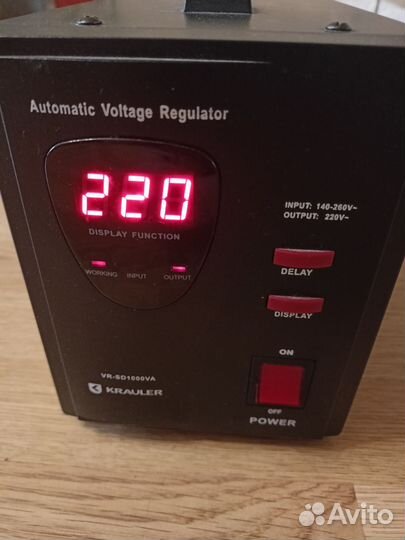 Automatic Voltage Regulator
220
DISPLAY FUNCTION
WORKING INPUT OUTPUT
INPUT: 140-260V~
OUTPUT: 220V~
DELAY
DISPLAY
ON
OFF
POWER
VR-SD1000VA
KRAULER
Avito